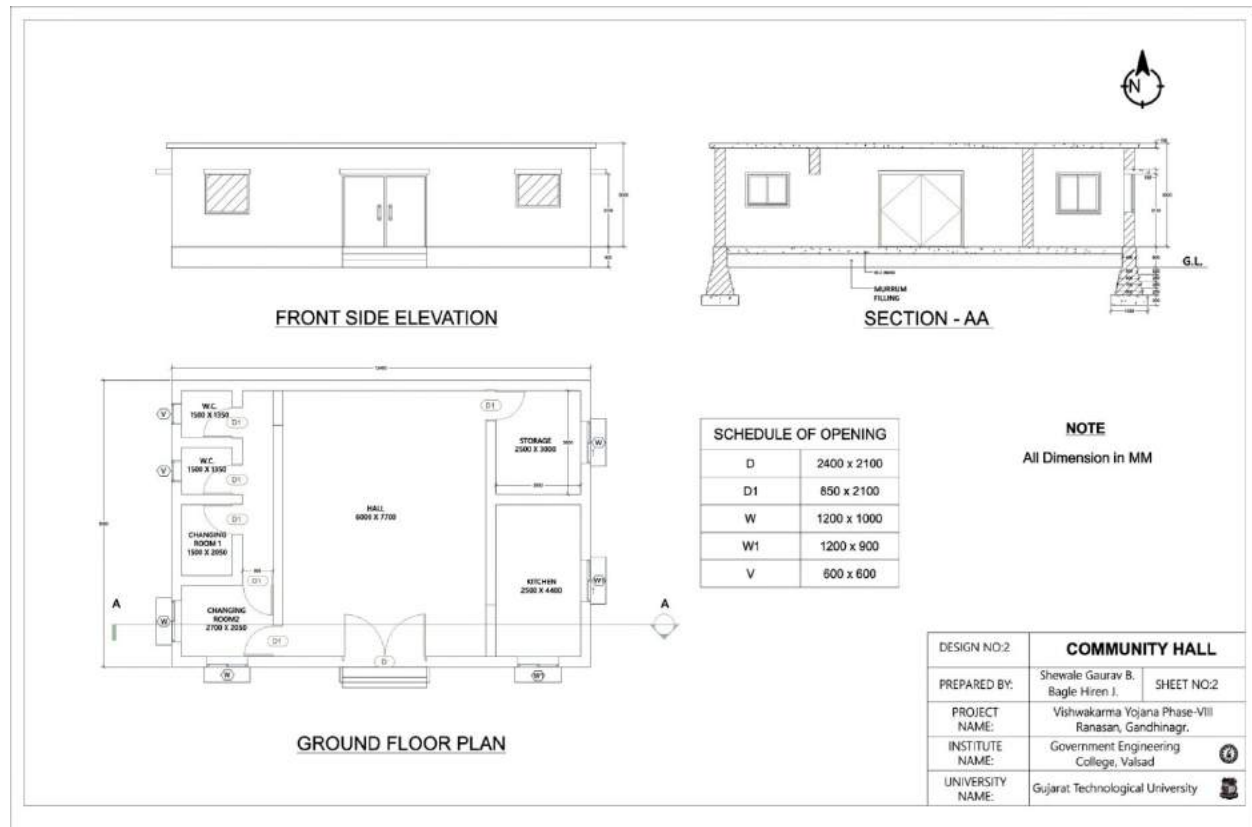 N
FRONT SIDE ELEVATION
G.L.
MURRUM
FILLING
SECTION - AA
W.C.
1500 X 1350
V
D1
W.C.
1500 X 1350
V
D1
CHANGING
ROOM 1
1500 X 2050
D1
D1
A
CHANGING
ROOM2
2700 X 2050
W
D1
W
HALL
6000 X 7700
D
D1
STORAGE
2500 X 3000
W
KITCHEN
2500 X 4400
W1
W1
A
GROUND FLOOR PLAN
SCHEDULE OF OPENING
D 2400 x 2100
D1 850 x 2100
W 1200 x 1000
W1 1200 x 900
V 600 x 600
NOTE
All Dimension in MM
DESIGN NO:2 COMMUNITY HALL
PREPARED BY: Shewale Gaurav B.
Bagle Hiren J. SHEET NO:2
PROJECT
NAME: Vishwakarma Yojana Phase-VIII
Ranasan, Gandhinagr.
INSTITUTE
NAME: Government Engineering
College, Valsad
UNIVERSITY
NAME: Gujarat Technological University